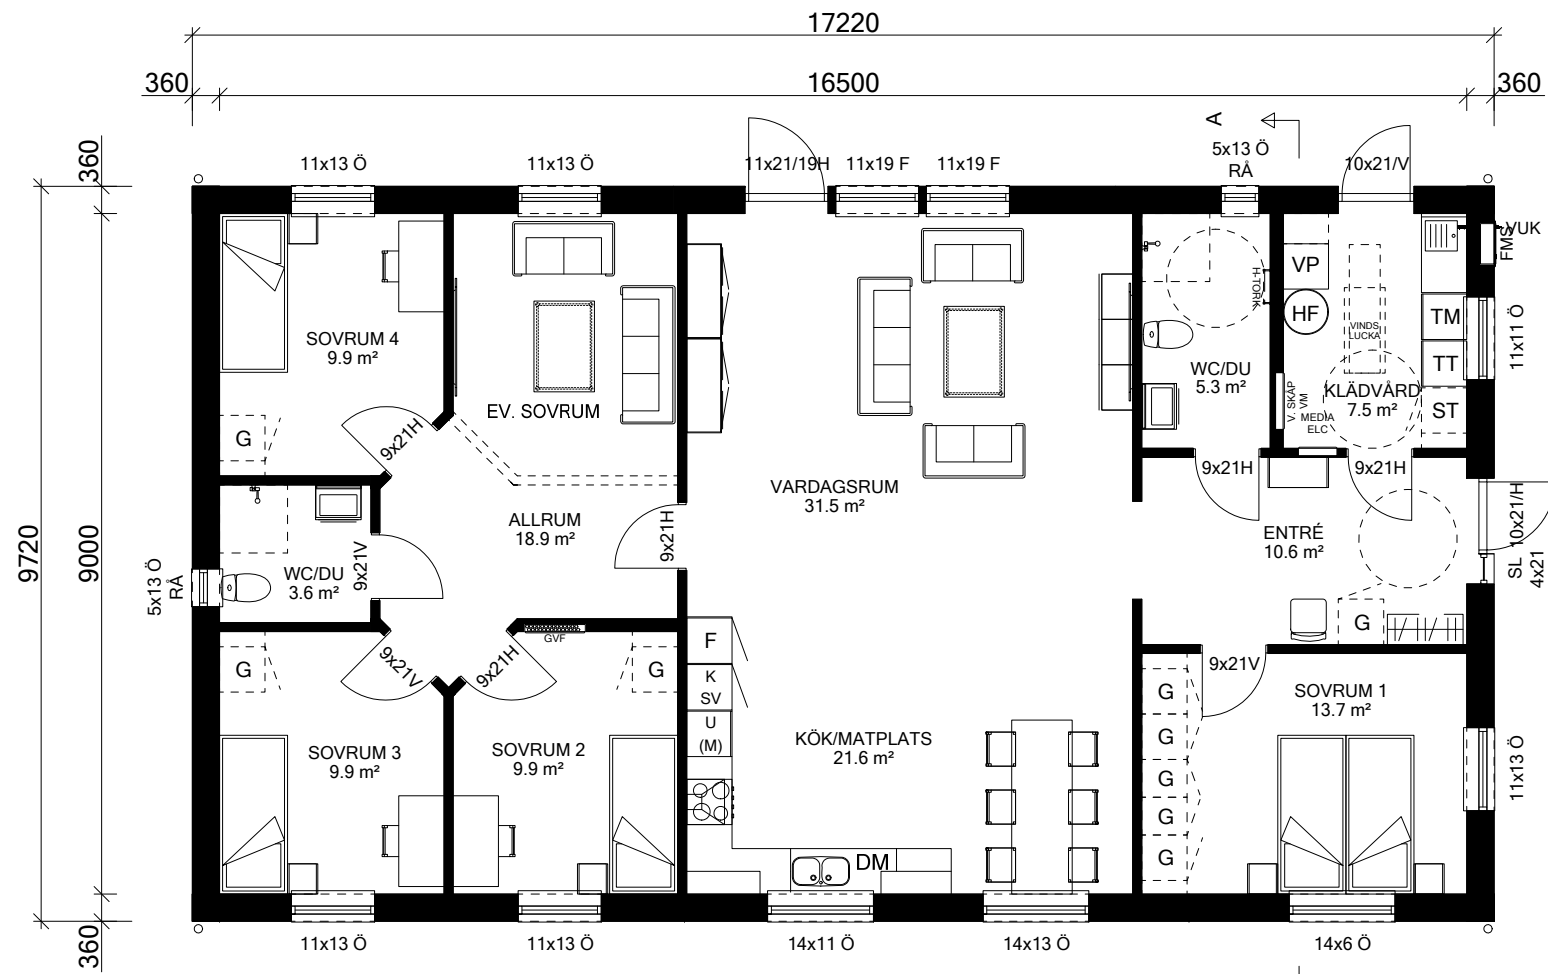 17220
360
16500
360
A
5x13 Ö
RÅ
11x13 Ö
11x13 Ö
11x21/19H
11x19 F
11x19 F
10x21/V
360
VUK
FMS
VP
HF
H-TORK
VINDS
LUCKA
TM
TT
ST
11x11 Ö
SOVRUM 4
9.9 m²
WC/DU
5.3 m²
KLÄDVÅRD
7.5 m²
V. SKÅP
VM
MEDIA
ELC
EV. SOVRUM
G
9x21H
9x21H
9x21H
VARDAGSRUM
31.5 m²
ALLRUM
18.9 m²
9x21H
ENTRÉ
10.6 m²
SL 10x21/H
4x21
9720
9000
5x13 Ö
RÅ
WC/DU
3.6 m²
9x21V
G
GVF
F
K
SV
U
(M)
G
9x21V
9x21H
G
9x21V
SOVRUM 1
13.7 m²
G
G
G
G
G
SOVRUM 3
9.9 m²
SOVRUM 2
9.9 m²
KÖK/MATPLATS
21.6 m²
11x13 Ö
DM
360
11x13 Ö
11x13 Ö
14x11 Ö
14x13 Ö
14x6 Ö